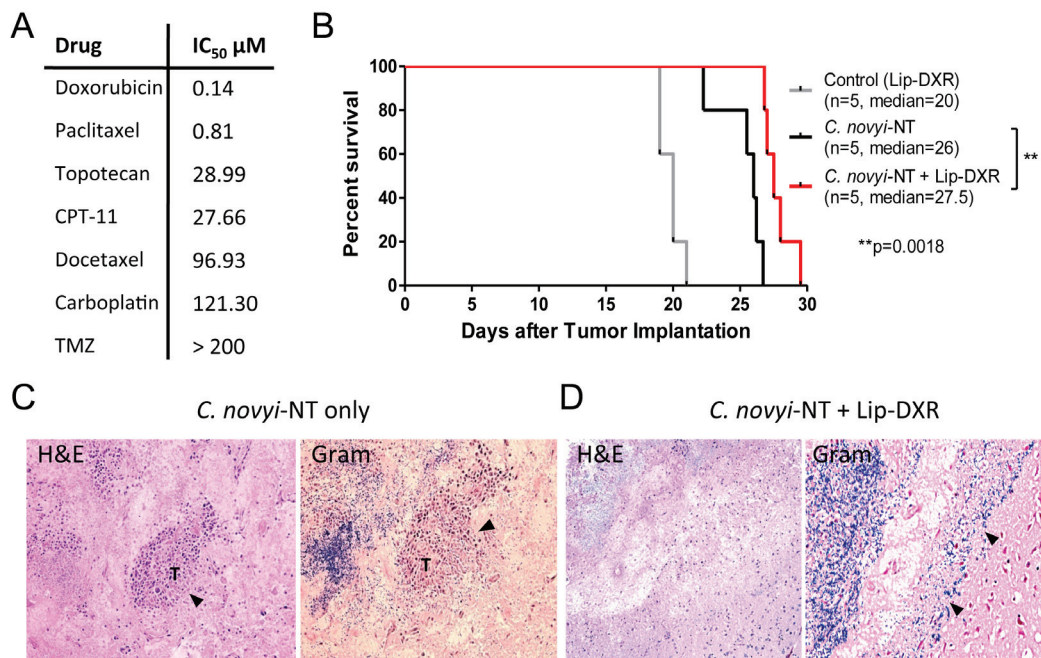 A
Drug IC50 µM
Doxorubicin 0.14
Paclitaxel 0.81
Topotecan 28.99
CPT-11 27.66
Docetaxel 96.93
Carboplatin 121.30
TMZ > 200
B
Percent survival
100
80
60
40
20
0
0 5 10 15 20 25 30
Days after Tumor Implantation
Control (Lip-DXR)
(n=5, median=20)
C. novyi-NT
(n=5, median=26)
C. novyi-NT + Lip-DXR
(n=5, median=27.5)
**
**p=0.0018
C
C. novyi-NT only
H&E
T
Gram
T
D
C. novyi-NT + Lip-DXR
H&E
Gram